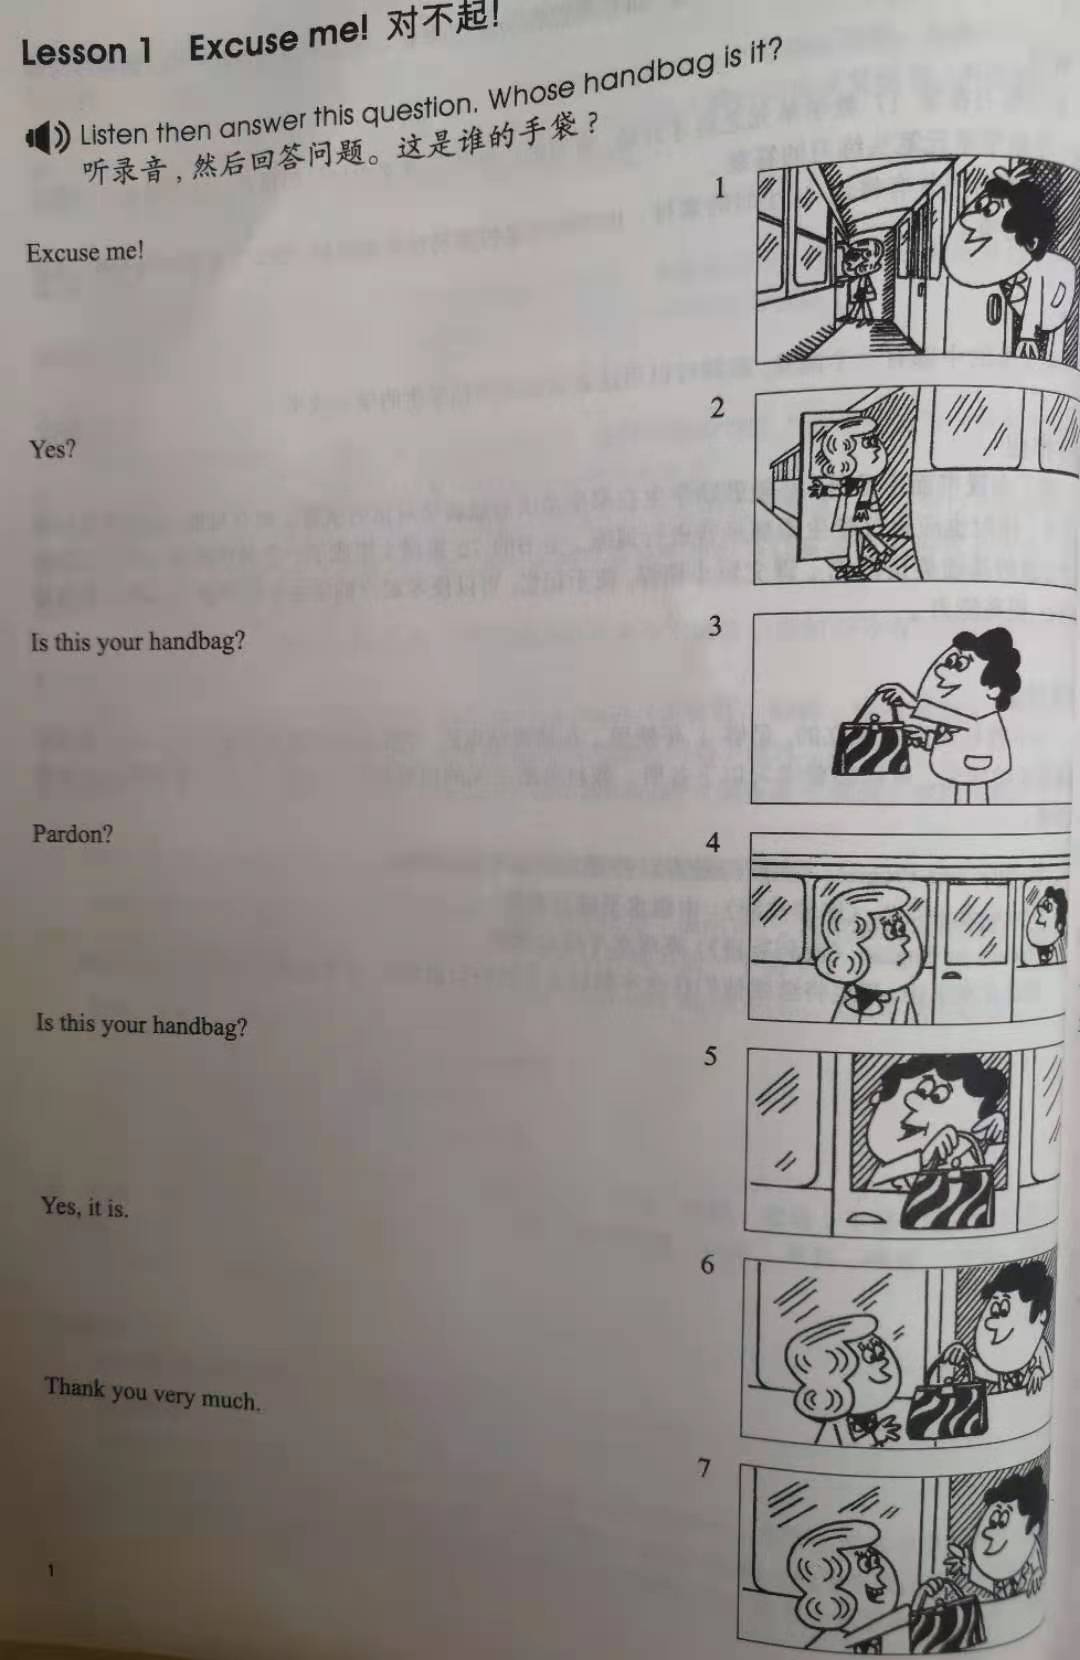 Lesson 1 Excuse me! 对不起!
Listen then answer this question. Whose handbag is it?
听录音，然后回答问题。这是谁的手袋？
1
Excuse me!
2
Yes?
3
Is this your handbag?
4
Pardon?
5
Is this your handbag?
6
Yes, it is.
7
Thank you very much.
1